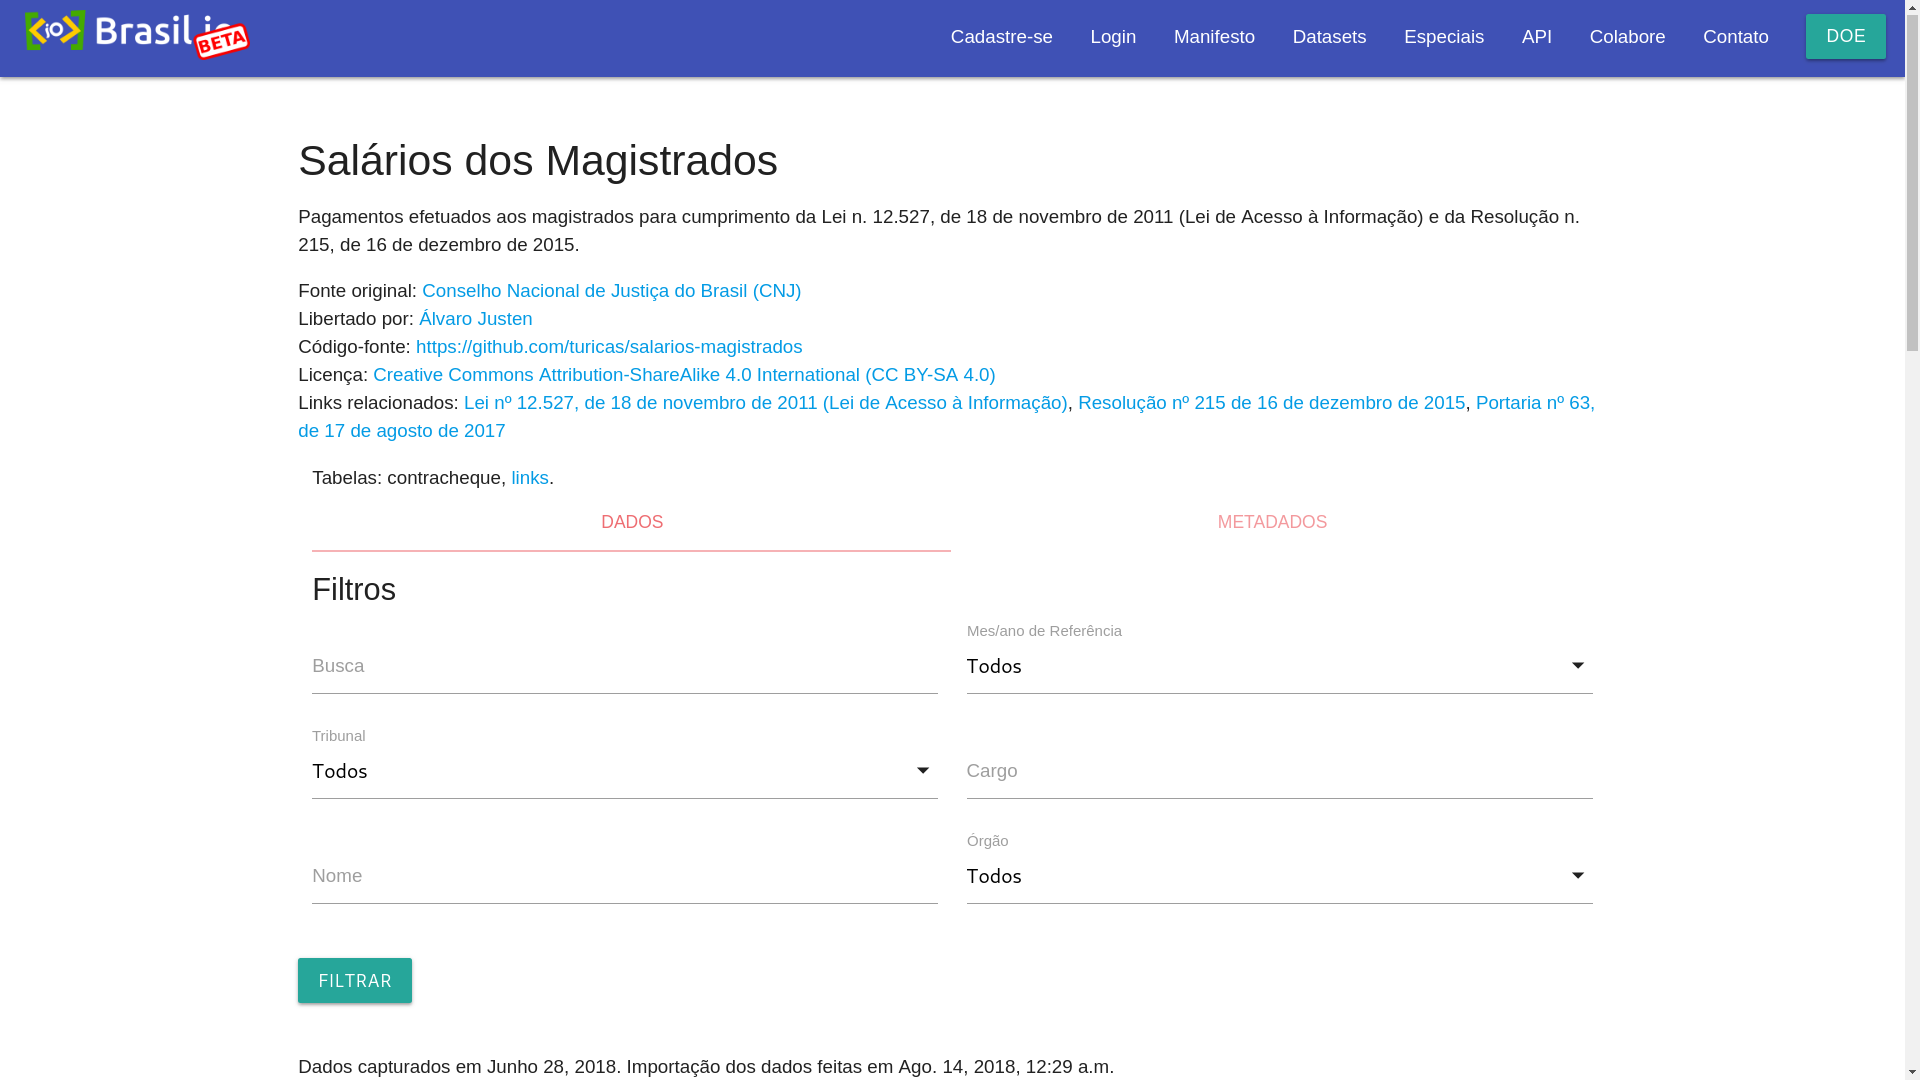 <io> Brasil.io BETA
Cadastre-se Login Manifesto Datasets Especiais API Colabore Contato DOE
Salários dos Magistrados
Pagamentos efetuados aos magistrados para cumprimento da Lei n. 12.527, de 18 de novembro de 2011 (Lei de Acesso à Informação) e da Resolução n.
215, de 16 de dezembro de 2015.
Fonte original: Conselho Nacional de Justiça do Brasil (CNJ)
Libertado por: Álvaro Justen
Código-fonte: https://github.com/turicas/salarios-magistrados
Licença: Creative Commons Attribution-ShareAlike 4.0 International (CC BY-SA 4.0)
Links relacionados: Lei nº 12.527, de 18 de novembro de 2011 (Lei de Acesso à Informação), Resolução nº 215 de 16 de dezembro de 2015, Portaria nº 63,
de 17 de agosto de 2017
Tabelas: contracheque, links.
DADOS METADADOS
Filtros
Mes/ano de Referência
Busca Todos
Tribunal
Todos Cargo
Órgão
Nome Todos
FILTRAR
Dados capturados em Junho 28, 2018. Importação dos dados feitas em Ago. 14, 2018, 12:29 a.m.